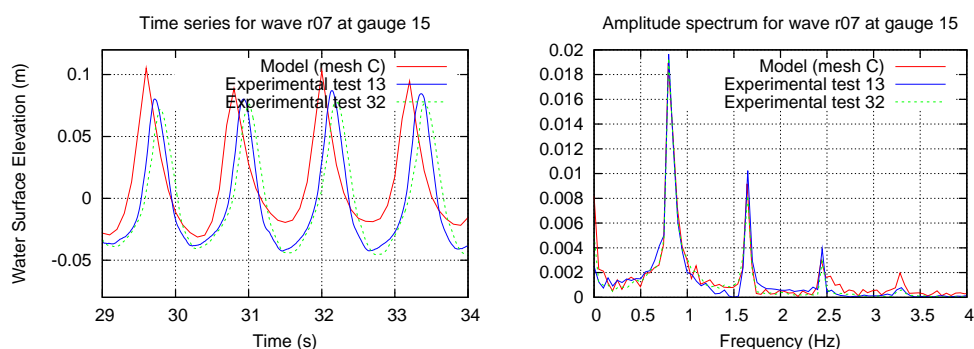 Time series for wave r07 at gauge 15
Water Surface Elevation (m)
0.1
0.05
0
-0.05
29
30
31
32
33
34
Time (s)
Model (mesh C)
Experimental test 13
Experimental test 32
Amplitude spectrum for wave r07 at gauge 15
0.02
0.018
0.016
0.014
0.012
0.01
0.008
0.006
0.004
0.002
0
0
0.5
1
1.5
2
2.5
3
3.5
4
Frequency (Hz)
Model (mesh C)
Experimental test 13
Experimental test 32